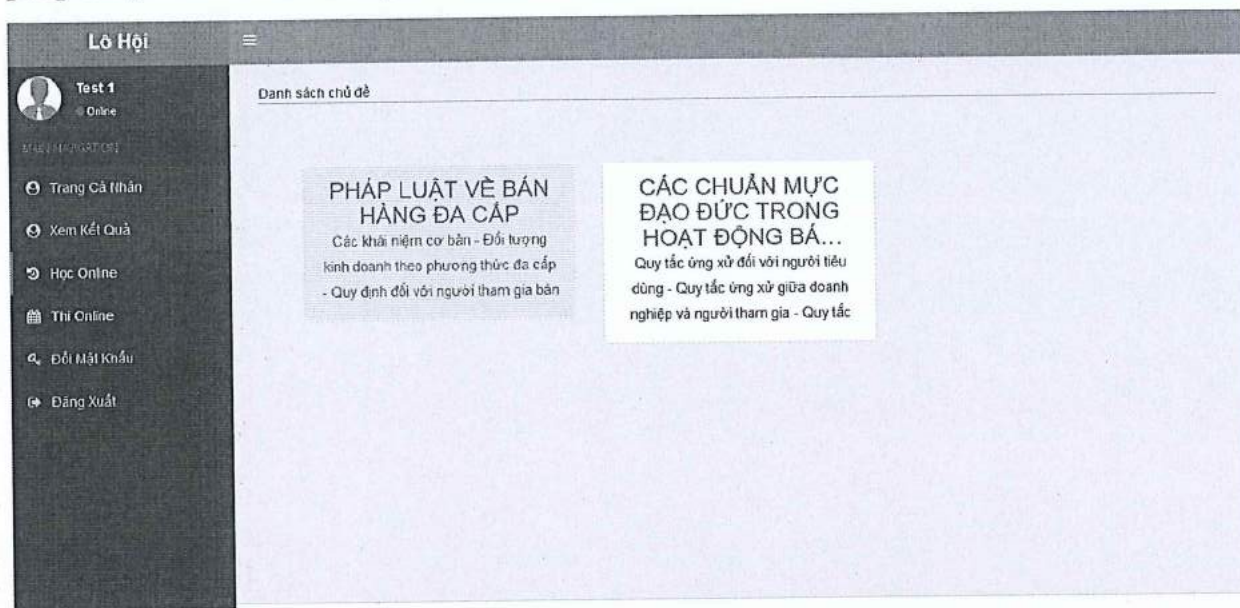 Lô Hội
Test 1
Online
MAIN NAVIGATION
Trang Cá Nhân
Xem Kết Quả
Học Online
Thi Online
Đổi Mật Khẩu
Đăng Xuất
Danh sách chủ đề
PHÁP LUẬT VỀ BÁN
HÀNG ĐA CẤP
Các khái niệm cơ bản - Đối tượng
kinh doanh theo phương thức đa cấp
- Quy định đối với người tham gia bán
CÁC CHUẨN MỰC
ĐẠO ĐỨC TRONG
HOẠT ĐỘNG BÁ...
Quy tắc ứng xử đối với người tiêu
dùng - Quy tắc ứng xử giữa doanh
nghiệp và người tham gia - Quy tắc